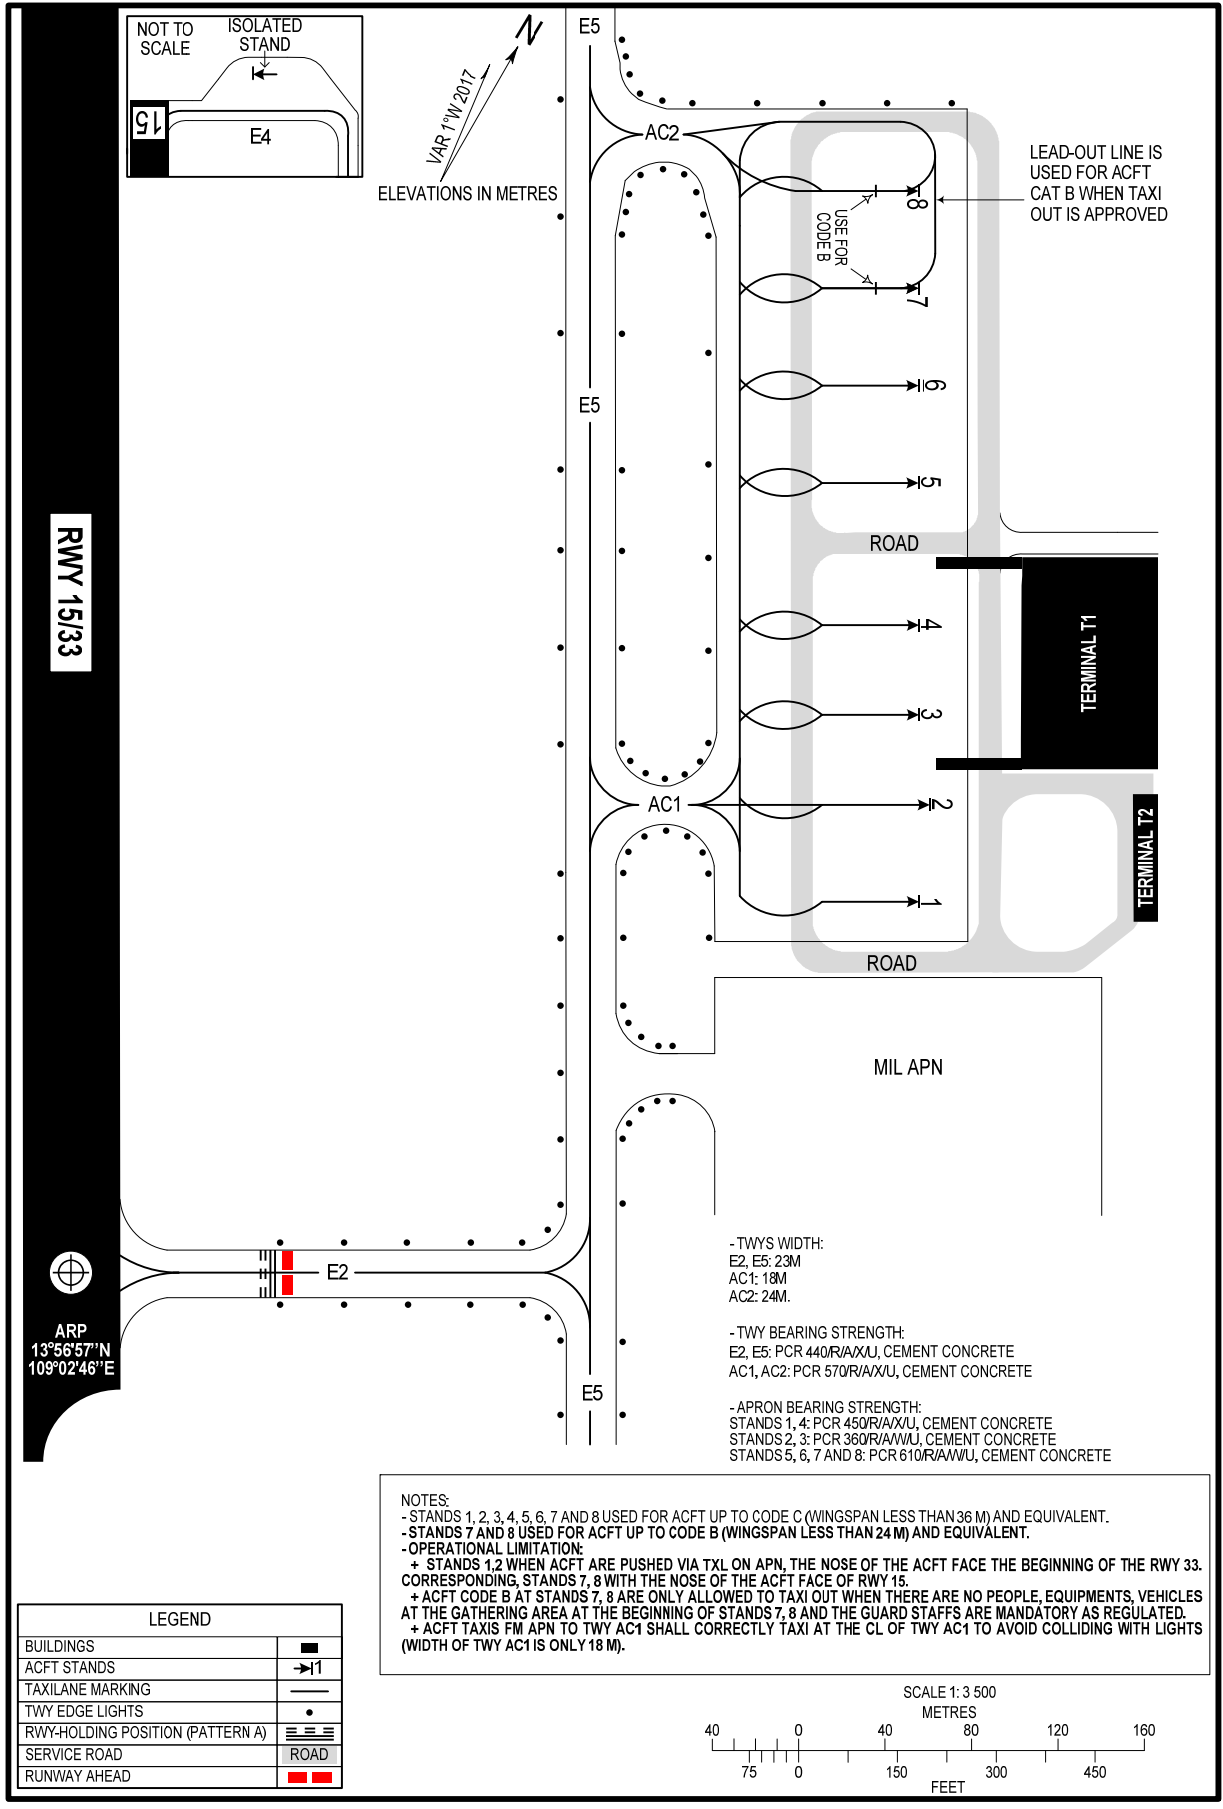 NOT TO
SCALE
ISOLATED
STAND
15
E4
N
VAR 1°W 2017
ELEVATIONS IN METRES
E5
AC2
LEAD-OUT LINE IS
USED FOR ACFT
CAT B WHEN TAXI
OUT IS APPROVED
8
USE FOR
CODE B
7
6
E5
5
ROAD
RWY 15/33
4
TERMINAL T1
3
AC1
2
TERMINAL T2
1
ROAD
MIL APN
E2
ARP
13°56'57''N
109°02'46''E
E5
- TWYS WIDTH:
E2, E5: 23M
AC1: 18M
AC2: 24M.
- TWY BEARING STRENGTH:
E2, E5: PCR 440/R/A/X/U, CEMENT CONCRETE
AC1, AC2: PCR 570/R/A/X/U, CEMENT CONCRETE
- APRON BEARING STRENGTH:
STANDS 1, 4: PCR 450/R/A/X/U, CEMENT CONCRETE
STANDS 2, 3: PCR 360/R/A/W/U, CEMENT CONCRETE
STANDS 5, 6, 7 AND 8: PCR 610/R/A/W/U, CEMENT CONCRETE
NOTES:
- STANDS 1, 2, 3, 4, 5, 6, 7 AND 8 USED FOR ACFT UP TO CODE C (WINGSPAN LESS THAN 36 M) AND EQUIVALENT.
- STANDS 7 AND 8 USED FOR ACFT UP TO CODE B (WINGSPAN LESS THAN 24 M) AND EQUIVALENT.
- OPERATIONAL LIMITATION:
+ STANDS 1,2 WHEN ACFT ARE PUSHED VIA TXL ON APN, THE NOSE OF THE ACFT FACE THE BEGINNING OF THE RWY 33.
CORRESPONDING, STANDS 7, 8 WITH THE NOSE OF THE ACFT FACE OF RWY 15.
+ ACFT CODE B AT STANDS 7, 8 ARE ONLY ALLOWED TO TAXI OUT WHEN THERE ARE NO PEOPLE, EQUIPMENTS, VEHICLES
AT THE GATHERING AREA AT THE BEGINNING OF STANDS 7, 8 AND THE GUARD STAFFS ARE MANDATORY AS REGULATED.
+ ACFT TAXIS FM APN TO TWY AC1 SHALL CORRECTLY TAXI AT THE CL OF TWY AC1 TO AVOID COLLIDING WITH LIGHTS
(WIDTH OF TWY AC1 IS ONLY 18 M).
LEGEND
BUILDINGS
ACFT STANDS 1
TAXILANE MARKING
TWY EDGE LIGHTS
RWY-HOLDING POSITION (PATTERN A)
SERVICE ROAD ROAD
RUNWAY AHEAD
SCALE 1: 3 500
METRES
40 0 40 80 120 160
75 0 150 300 450
FEET